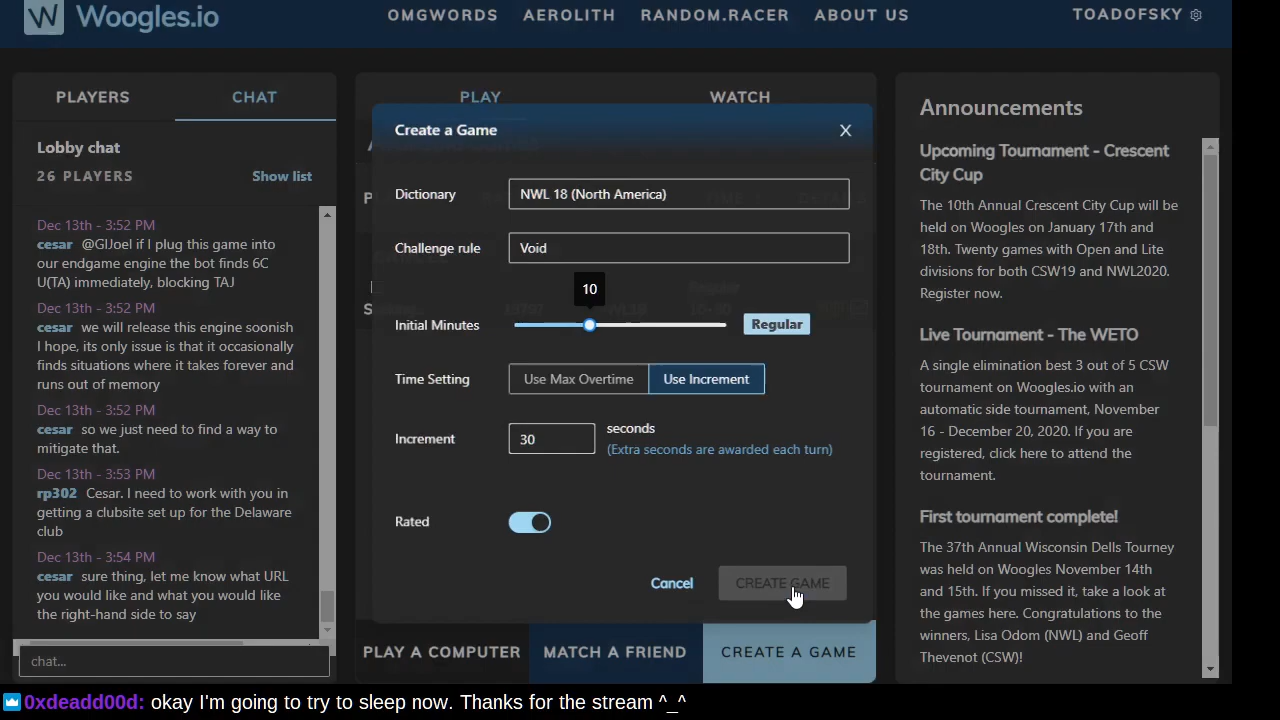 W Woogles.io
OMGWORDS AEROLITH RANDOM.RACER ABOUT US
TOADOFSKY
PLAYERS CHAT
Lobby chat
26 PLAYERS Show list
Dec 13th - 3:52 PM
cesar @GIJoel if I plug this game into
our endgame engine the bot finds 6C
U(TA) immediately, blocking TAJ
Dec 13th - 3:52 PM
cesar we will release this engine soonish
I hope, its only issue is that it occasionally
finds situations where it takes forever and
runs out of memory
Dec 13th - 3:52 PM
cesar so we just need to find a way to
mitigate that.
Dec 13th - 3:53 PM
rp302 Cesar. I need to work with you in
getting a clubsite set up for the Delaware
club
Dec 13th - 3:54 PM
cesar sure thing, let me know what URL
you would like and what you would like
the right-hand side to say
chat...
PLAY WATCH
Create a Game X
Dictionary NWL 18 (North America)
Challenge rule Void
10
Initial Minutes Regular
Time Setting Use Max Overtime Use Increment
Increment 30 seconds
(Extra seconds are awarded each turn)
Rated
Cancel CREATE GAME
PLAY A COMPUTER MATCH A FRIEND CREATE A GAME
Announcements
Upcoming Tournament - Crescent
City Cup
The 10th Annual Crescent City Cup will be
held on Woogles on January 17th and
18th. Twenty games with Open and Lite
divisions for both CSW19 and NWL2020.
Register now.
Live Tournament - The WETO
A single elimination best 3 out of 5 CSW
tournament on Woogles.io with an
automatic side tournament, November
16 - December 20, 2020. If you are
registered, click here to attend the
tournament.
First tournament complete!
The 37th Annual Wisconsin Dells Tourney
was held on Woogles November 14th
and 15th. If you missed it, take a look at
the games here. Congratulations to the
winners, Lisa Odom (NWL) and Geoff
Thevenot (CSW)!
0xdeadd00d: okay I'm going to try to sleep now. Thanks for the stream ^_^